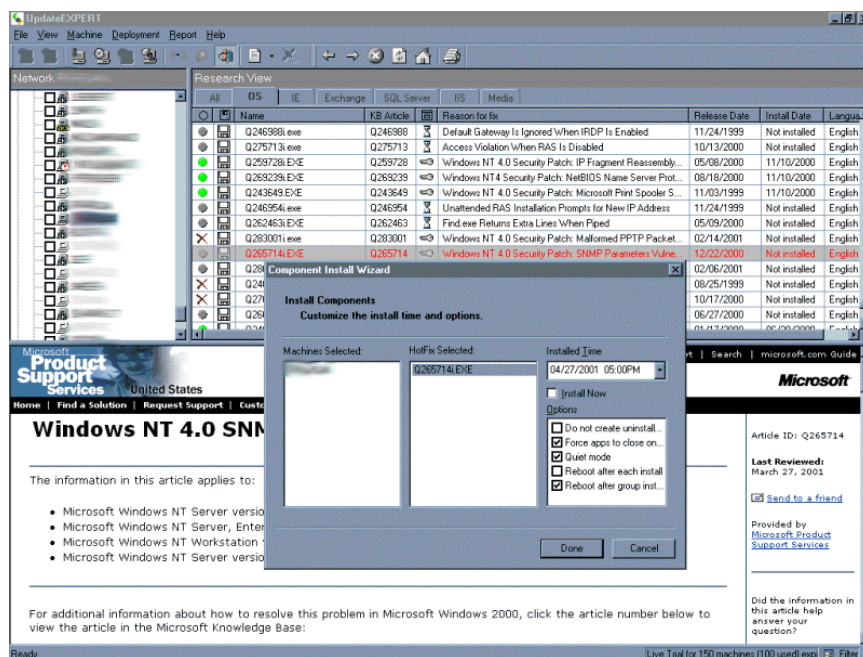 UpdateEXPERT
File View Machine Deployment Report Help
Network
Research View
All OS IE Exchange SQL Server IIS Media
Name KB Article Reason for fix Release Date Install Date Langua
Q246988i.exe Q246988 Default Gateway Is Ignored When IRDP Is Enabled 11/24/1999 Not installed English
Q275713i.exe Q275713 Access Violation When RAS Is Disabled 10/13/2000 Not installed English
Q259728i.EXE Q259728 Windows NT 4.0 Security Patch: IP Fragment Reassembly... 05/08/2000 11/10/2000 English
Q269239i.EXE Q269239 Windows NT4 Security Patch: NetBIOS Name Server Prot... 08/18/2000 11/10/2000 English
Q243649.EXE Q243649 Windows NT 4.0 Security Patch: Microsoft Print Spooler S... 11/03/1999 11/10/2000 English
Q246954i.exe Q246954 Unattended RAS Installation Prompts for New IP Address 11/24/1999 Not installed English
Q262463i.EXE Q262463 Find.exe Returns Extra Lines When Piped 05/09/2000 Not installed English
Q283001i.exe Q283001 Windows NT 4.0 Security Patch: Malformed PPTP Packet... 02/14/2001 Not installed English
Q265714i.EXE Q265714 Windows NT 4.0 Security Patch: SNMP Parameters Vulne... 12/22/2000 Not installed English
02/06/2001 Not installed English
08/25/1999 Not installed English
10/17/2000 Not installed English
06/27/2000 Not installed English
Component Install Wizard
Install Components
Customize the install time and options.
Machines Selected:
HotFix Selected:
Q265714i.EXE
Installed Time
04/27/2001 05:00PM
Install Now
Options
Do not create uninstall...
Force apps to close on...
Quiet mode
Reboot after each install
Reboot after group inst...
Done Cancel
Microsoft
Product
Support
Services United States
rt | Search | microsoft.com Guide
Microsoft
Home | Find a Solution | Request Support | Custo
Windows NT 4.0 SNM
The information in this article applies to:
Microsoft Windows NT Server versio
Microsoft Windows NT Server, Enter
Microsoft Windows NT Workstation
Microsoft Windows NT Server versio
For additional information about how to resolve this problem in Microsoft Windows 2000, click the article number below to
view the article in the Microsoft Knowledge Base:
Article ID: Q265714
Last Reviewed:
March 27, 2001
Send to a friend
Provided by
Microsoft Product
Support Services
Did the information in
this article help
answer your
question?
Ready
Live Trial for 150 machines (100 used) expi Filter